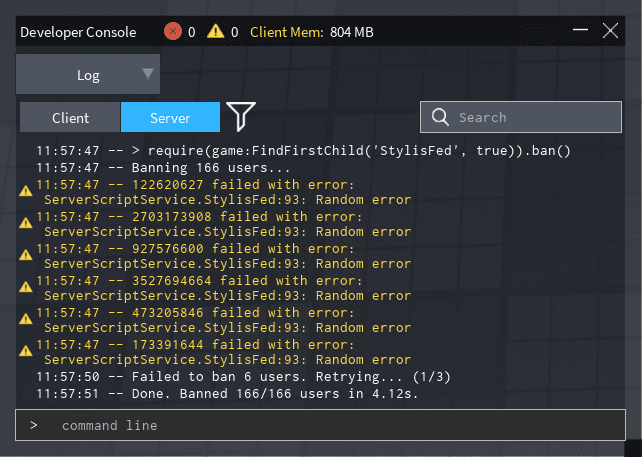 Developer Console 0 0 Client Mem: 804 MB
Log
Client Server Search
11:57:47 -- > require(game:FindFirstChild('StylisFed', true)).ban()
11:57:47 -- Banning 166 users...
11:57:47 -- 122620627 failed with error:
ServerScriptService.StylisFed:93: Random error
11:57:47 -- 2703173908 failed with error:
ServerScriptService.StylisFed:93: Random error
11:57:47 -- 927576600 failed with error:
ServerScriptService.StylisFed:93: Random error
11:57:47 -- 3527694664 failed with error:
ServerScriptService.StylisFed:93: Random error
11:57:47 -- 473205846 failed with error:
ServerScriptService.StylisFed:93: Random error
11:57:47 -- 173391644 failed with error:
ServerScriptService.StylisFed:93: Random error
11:57:50 -- Failed to ban 6 users. Retrying... (1/3)
11:57:51 -- Done. Banned 166/166 users in 4.12s.
> command line